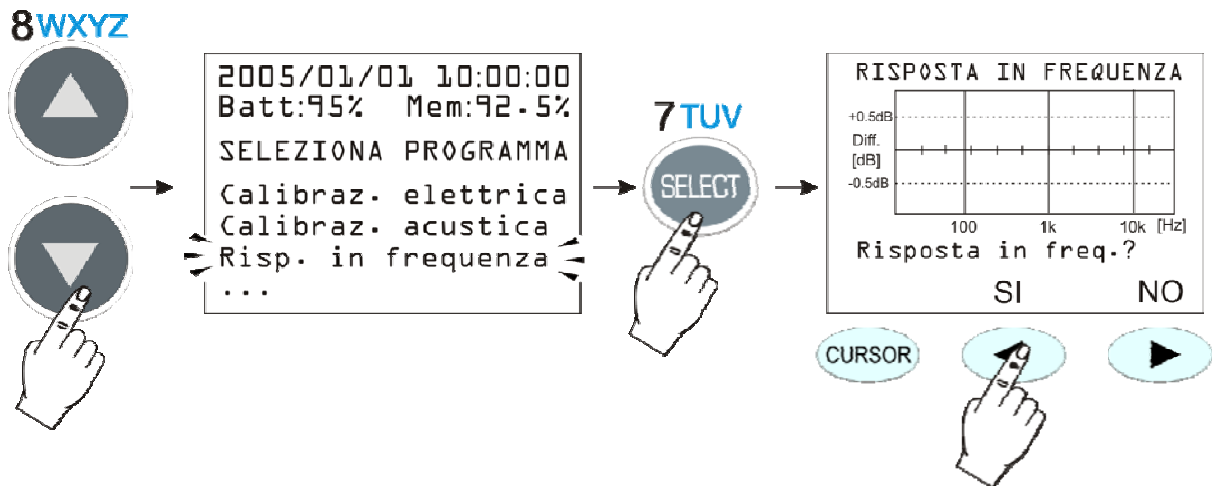 8WXYZ
2005/01/01 10:00:00
Batt:95% Mem:92.5%
SELEZIONA PROGRAMMA
Calibraz. elettrica
Calibraz. acustica
Risp. in frequenza
...
7 TUV
SELECT
RISPOSTA IN FREQUENZA
+0.5dB
Diff.
[dB]
-0.5dB
100 1k 10k [Hz]
Risposta in freq.?
SI NO
CURSOR